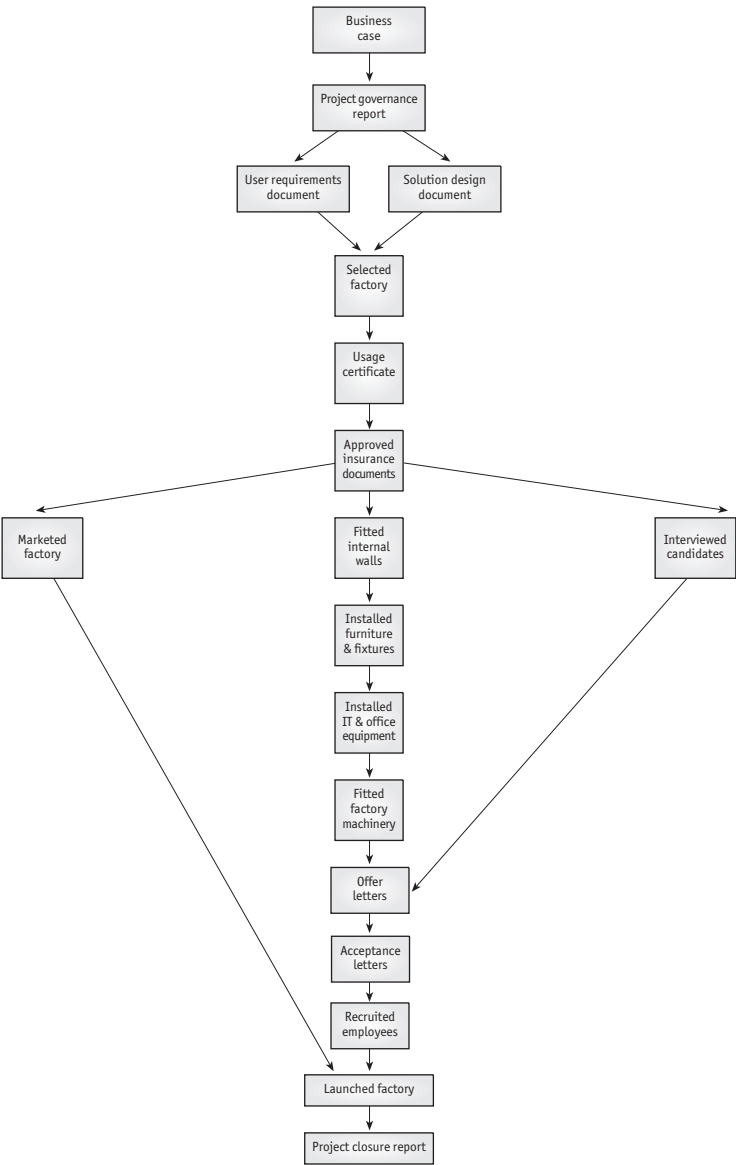 Business
case
Project governance
report
User requirements
document
Solution design
document
Selected
factory
Usage
certificate
Approved
insurance
documents
Marketed
factory
Fitted
internal
walls
Interviewed
candidates
Installed
furniture
& fixtures
Installed
IT & office
equipment
Fitted
factory
machinery
Offer
letters
Acceptance
letters
Recruited
employees
Launched factory
Project closure report